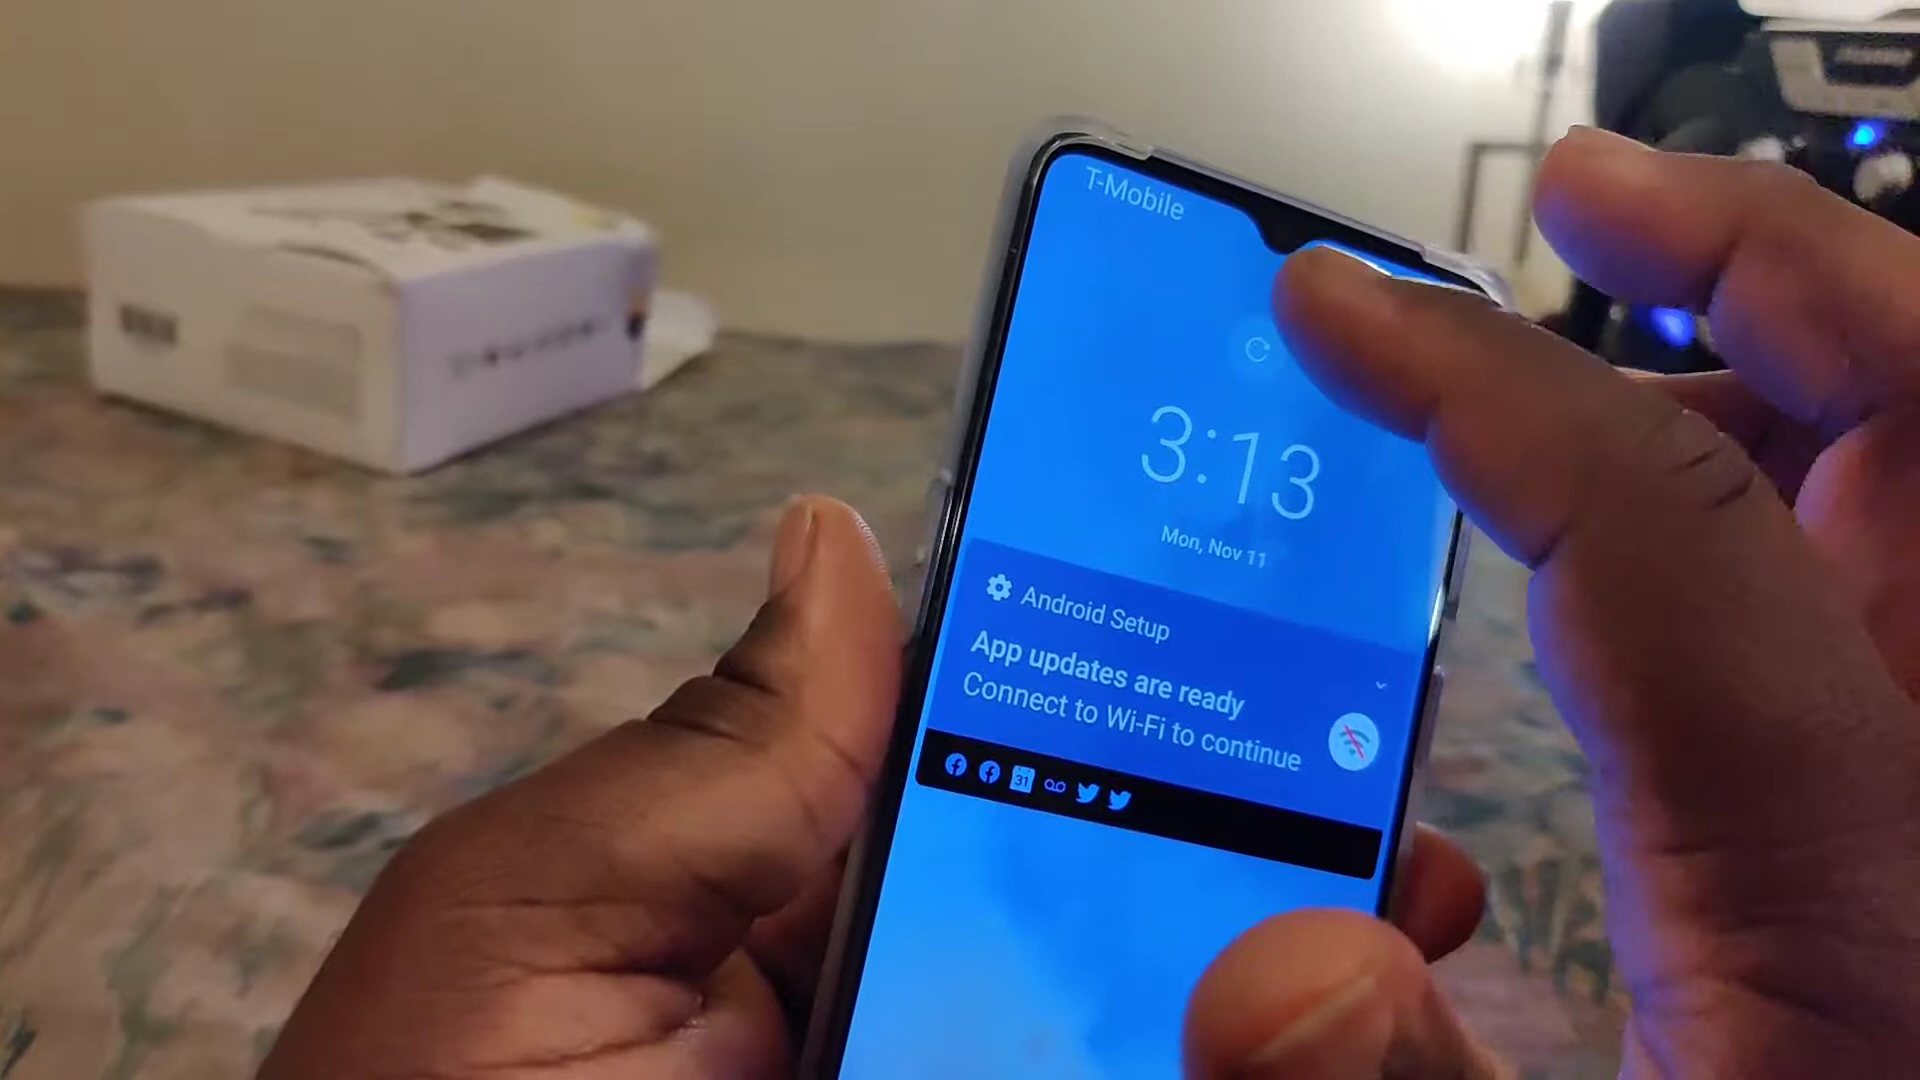 T-Mobile
3:13
Mon, Nov 11
Android Setup
App updates are ready
Connect to Wi-Fi to continue
31